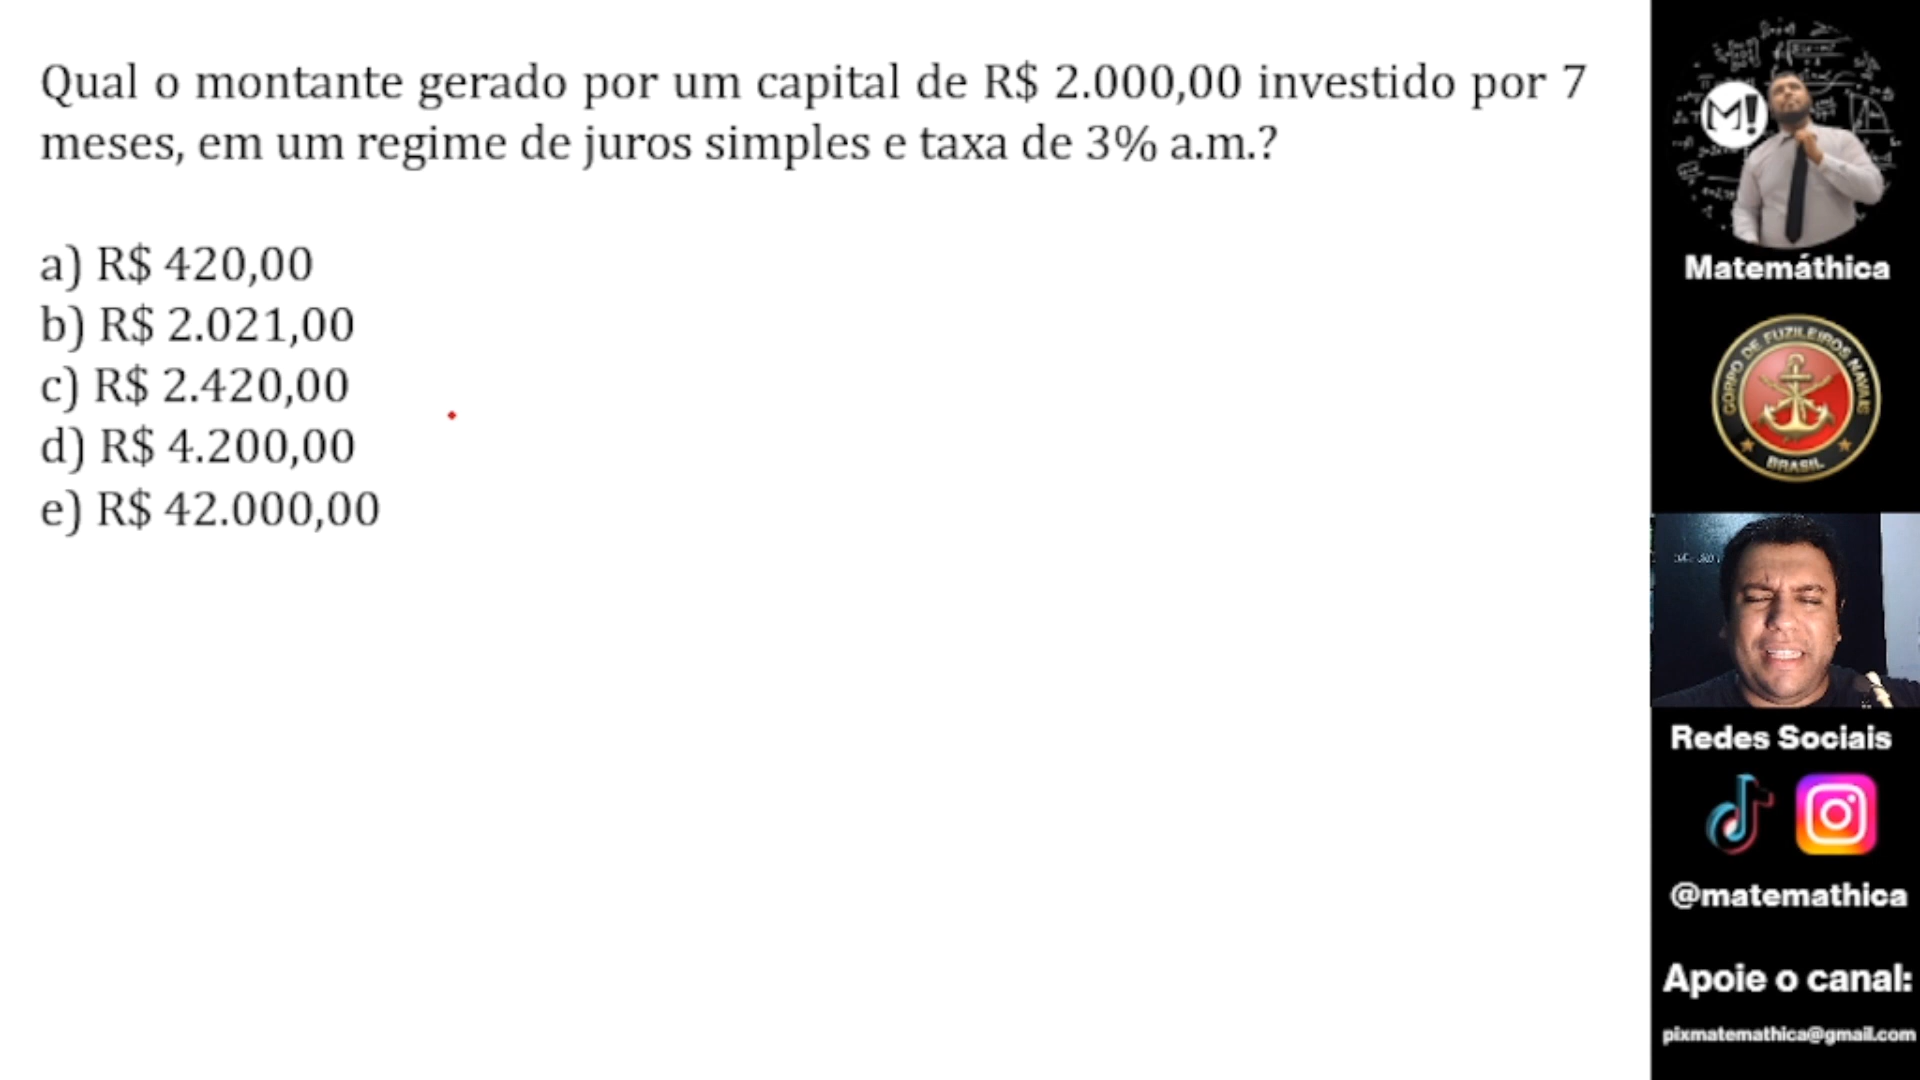 Qual o montante gerado por um capital de R$ 2.000,00 investido por 7
meses, em um regime de juros simples e taxa de 3% a.m.?
a) R$ 420,00
b) R$ 2.021,00
c) R$ 2.420,00
d) R$ 4.200,00
e) R$ 42.000,00
M!
Matemáthica
CORPO DE FUZILEIROS NAVAIS
BRASIL
Redes Sociais
@matemathica
Apoie o canal:
pixmatemathica@gmail.com